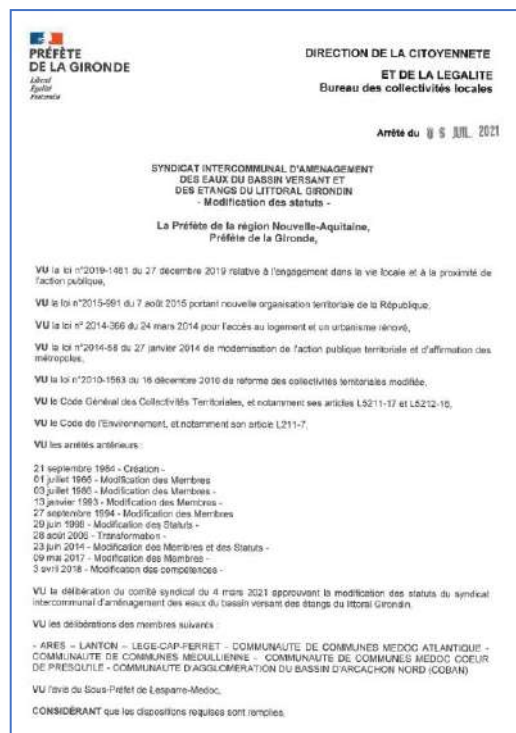 PRÉFÈTE
DE LA GIRONDE
Liberté
Égalité
Fraternité
DIRECTION DE LA CITOYENNETE
ET DE LA LEGALITE
Bureau des collectivités locales
Arrêté du 0 6 JUIL. 2021
SYNDICAT INTERCOMMUNAL D'AMENAGEMENT
DES EAUX DU BASSIN VERSANT ET
DES ETANGS DU LITTORAL GIRONDIN
- Modification des statuts -
La Préfète de la région Nouvelle-Aquitaine,
Préfète de la Gironde,
VU la loi n°2019-1461 du 27 décembre 2019 relative à l'engagement dans la vie locale et à la proximité de
l'action publique,
VU la loi n°2015-991 du 7 août 2015 portant nouvelle organisation territoriale de la République,
VU la loi n° 2014-366 du 24 mars 2014 pour l'accès au logement et un urbanisme rénové,
VU la loi n°2014-58 du 27 janvier 2014 de modernisation de l'action publique territoriale et d'affirmation des
métropoles,
VU la loi n°2010-1563 du 16 décembre 2010 de réforme des collectivités territoriales modifiée,
VU le Code Général des Collectivités Territoriales, et notamment ses articles L5211-17 et L5212-16,
VU le Code de l'Environnement, et notamment son article L211-7,
VU les arrêtés antérieurs :
21 septembre 1964 - Création -
01 juillet 1966 - Modification des Membres
03 juillet 1986 - Modification des Membres -
13 janvier 1993 - Modification des Membres -
27 septembre 1994 - Modification des Membres
29 juin 1998 - Modification des Statuts -
28 août 2006 - Transformation -
23 juin 2014 - Modification des Membres et des Statuts -
09 mai 2017 - Modification des Membres -
3 avril 2018 - Modification des compétences -
VU la délibération du comité syndical du 4 mars 2021 approuvant la modification des statuts du syndicat
intercommunal d'aménagement des eaux du bassin versant des étangs du littoral Girondin,
VU les délibérations des membres suivants :
- ARES – LANTON – LEGE-CAP-FERRET - COMMUNAUTE DE COMMUNES MEDOC ATLANTIQUE -
COMMUNAUTE DE COMMUNES MEDULLIENNE - COMMUNAUTE DE COMMUNES MEDOC COEUR
DE PRESQU'ILE - COMMUNAUTE D'AGGLOMERATION DU BASSIN D'ARCACHON NORD (COBAN)
VU l'avis du Sous-Préfet de Lesparre-Medoc,
CONSIDÉRANT que les dispositions requises sont remplies,